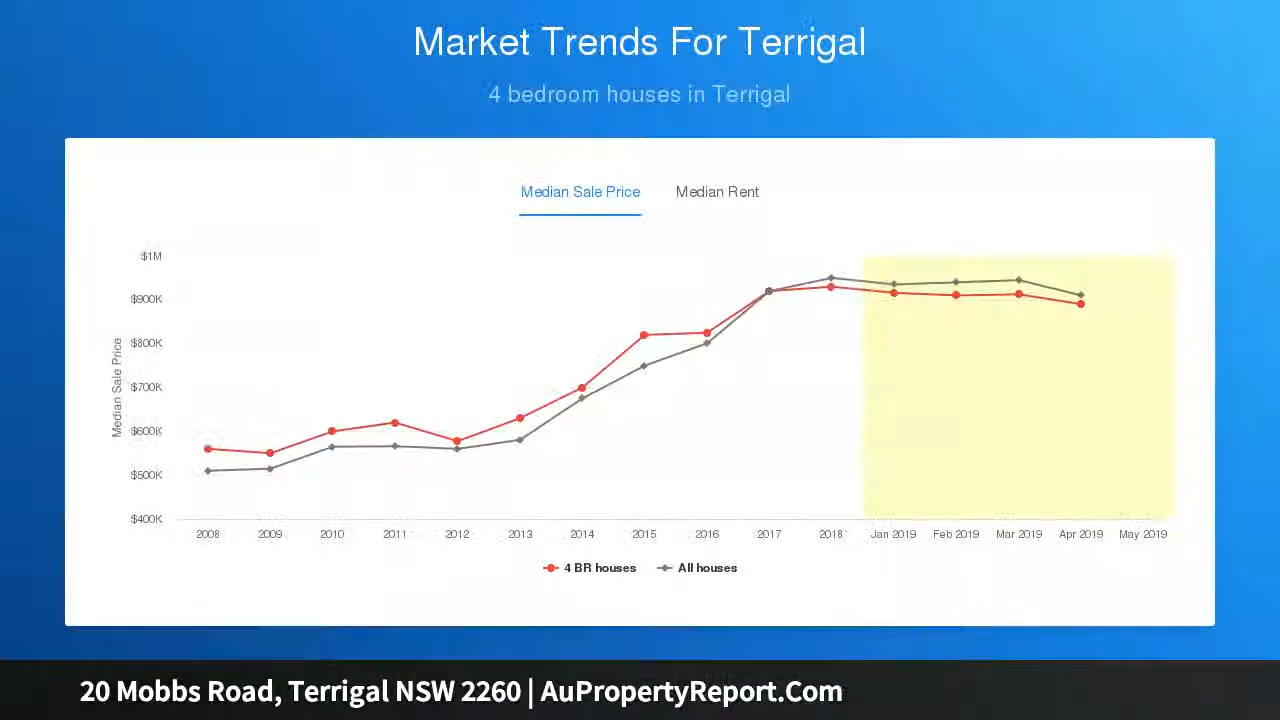 Market Trends For Terrigal
4 bedroom houses in Terrigal
Median Sale Price Median Rent
$1M
$900K
$800K
$700K
$600K
$500K
$400K
Median Sale Price
2008 2009 2010 2011 2012 2013 2014 2015 2016 2017 2018 Jan 2019 Feb 2019 Mar 2019 Apr 2019 May 2019
4 BR houses All houses
20 Mobbs Road, Terrigal NSW 2260 | AuPropertyReport.Com